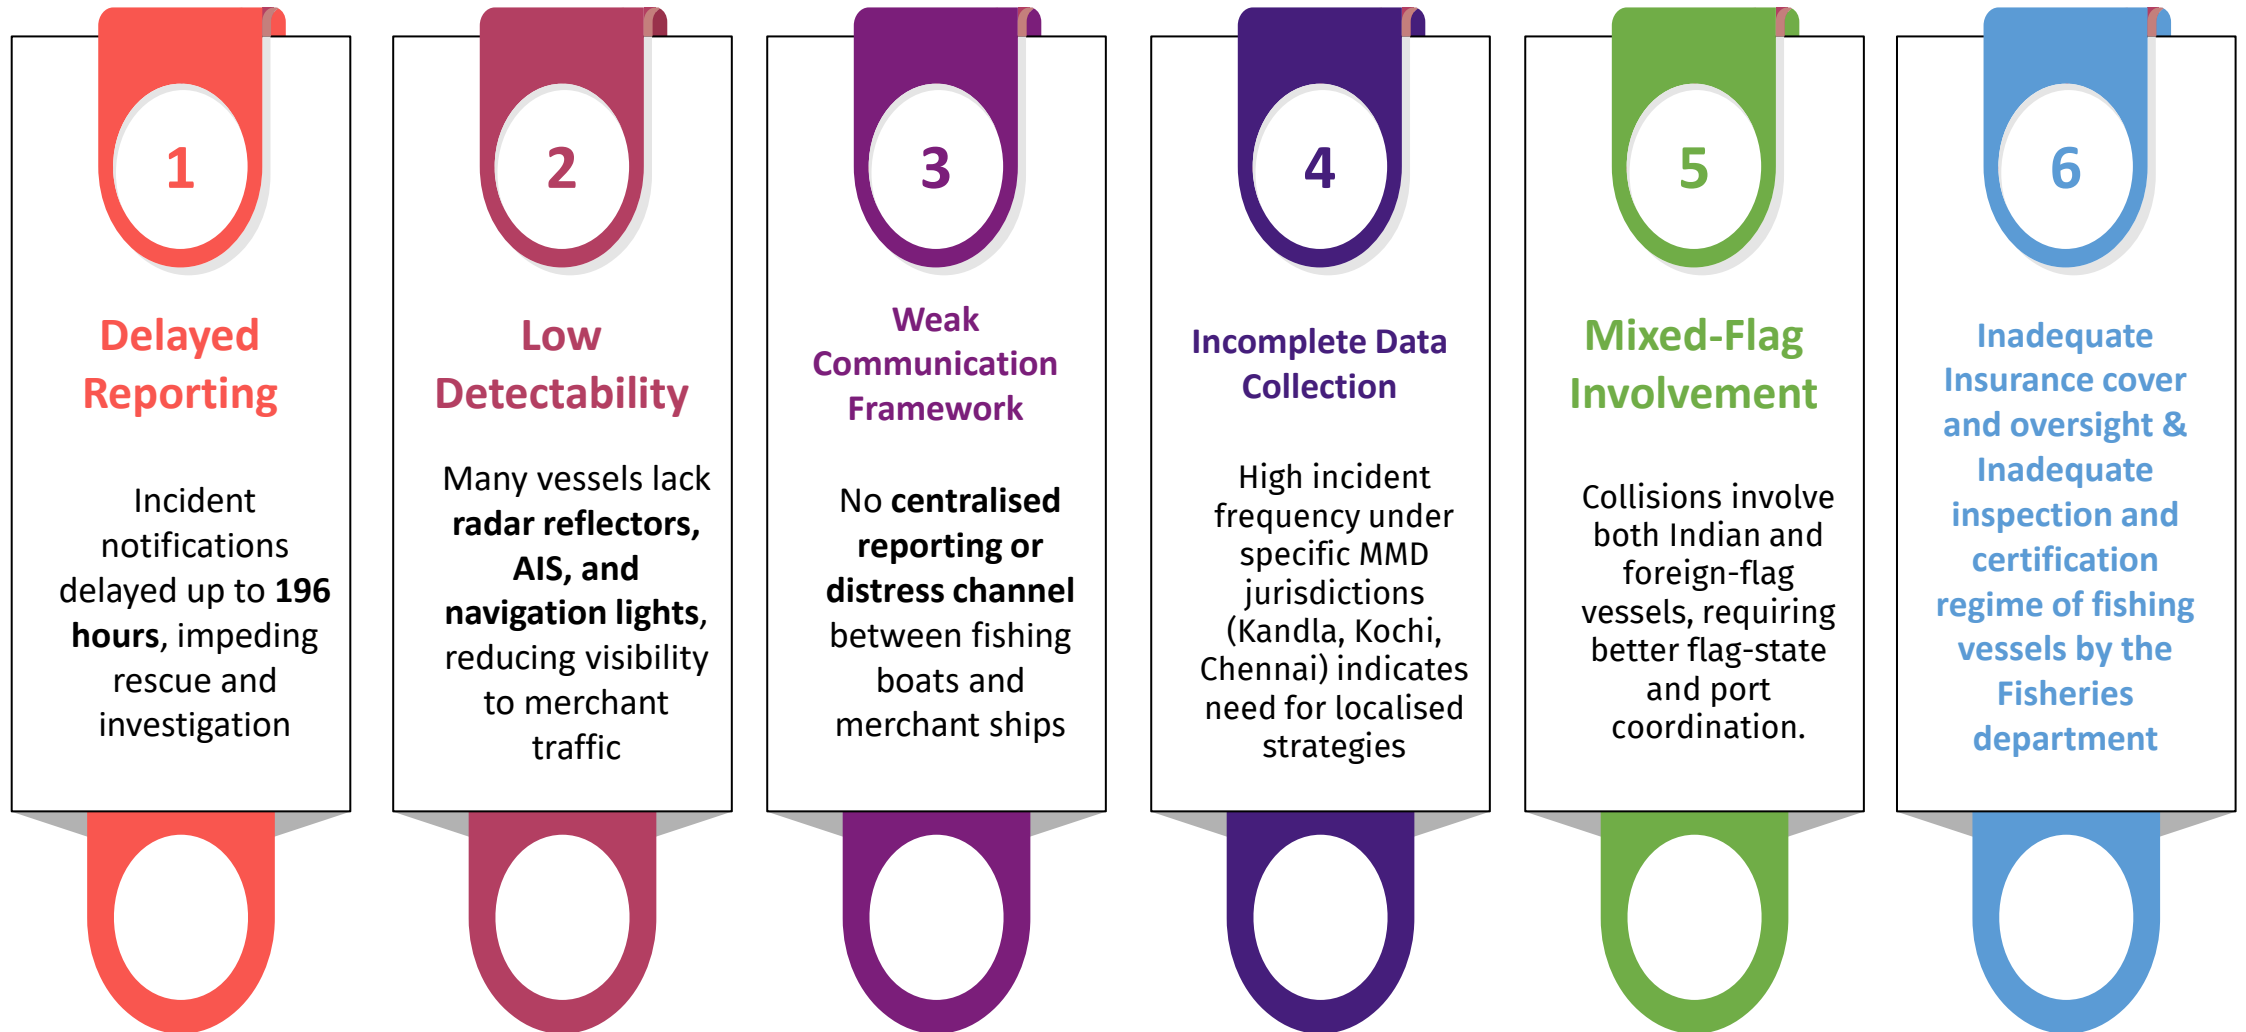 1
Delayed
Reporting
Incident
notifications
delayed up to 196
hours, impeding
rescue and
investigation
2
Low
Detectability
Many vessels lack
radar reflectors,
AIS, and
navigation lights,
reducing visibility
to merchant
traffic
3
Weak
Communication
Framework
No centralised
reporting or
distress channel
between fishing
boats and
merchant ships
4
Incomplete Data
Collection
High incident
frequency under
specific MMD
jurisdictions
(Kandla, Kochi,
Chennai) indicates
need for localised
strategies
5
Mixed-Flag
Involvement
Collisions involve
both Indian and
foreign-flag
vessels, requiring
better flag-state
and port
coordination.
6
Inadequate
Insurance cover
and oversight &
Inadequate
inspection and
certification
regime of fishing
vessels by the
Fisheries
department